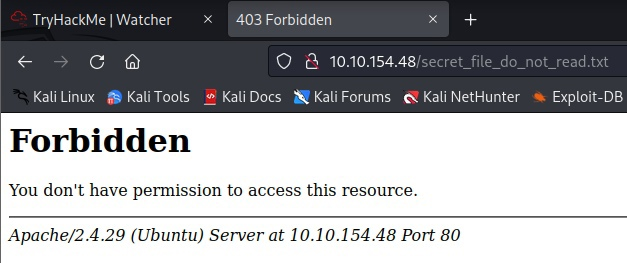 TryHackMe | Watcher
403 Forbidden
10.10.154.48/secret_file_do_not_read.txt
Kali Linux Kali Tools Kali Docs Kali Forums Kali NetHunter Exploit-DB
Forbidden
You don't have permission to access this resource.
Apache/2.4.29 (Ubuntu) Server at 10.10.154.48 Port 80